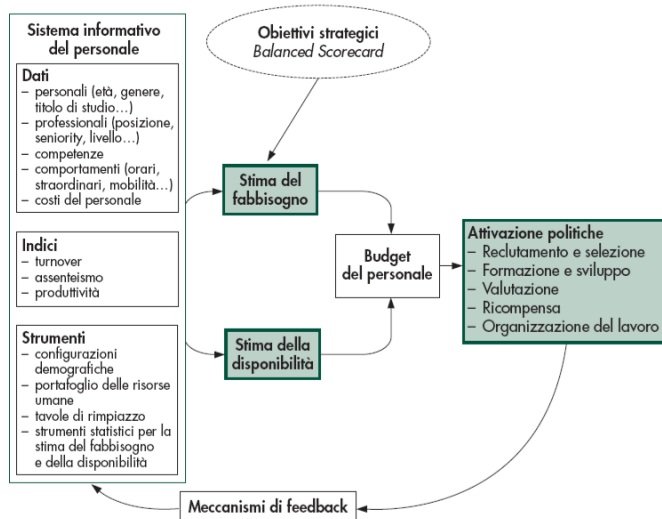 Sistema informativo
del personale
Dati
– personali (età, genere,
titolo di studio...)
– professionali (posizione,
seniority, livello...)
– competenze
– comportamenti (orari,
straordinari, mobilità...)
– costi del personale
Indici
– turnover
– assenteismo
– produttività
Strumenti
– configurazioni
demografiche
– portafoglio delle risorse
umane
– tavole di rimpiazzo
– strumenti statistici per la
stima del fabbisogno
e della disponibilità
Obiettivi strategici
Balanced Scorecard
Stima del
fabbisogno
Stima della
disponibilità
Budget
del personale
Attivazione politiche
– Reclutamento e selezione
– Formazione e sviluppo
– Valutazione
– Ricompensa
– Organizzazione del lavoro
Meccanismi di feedback